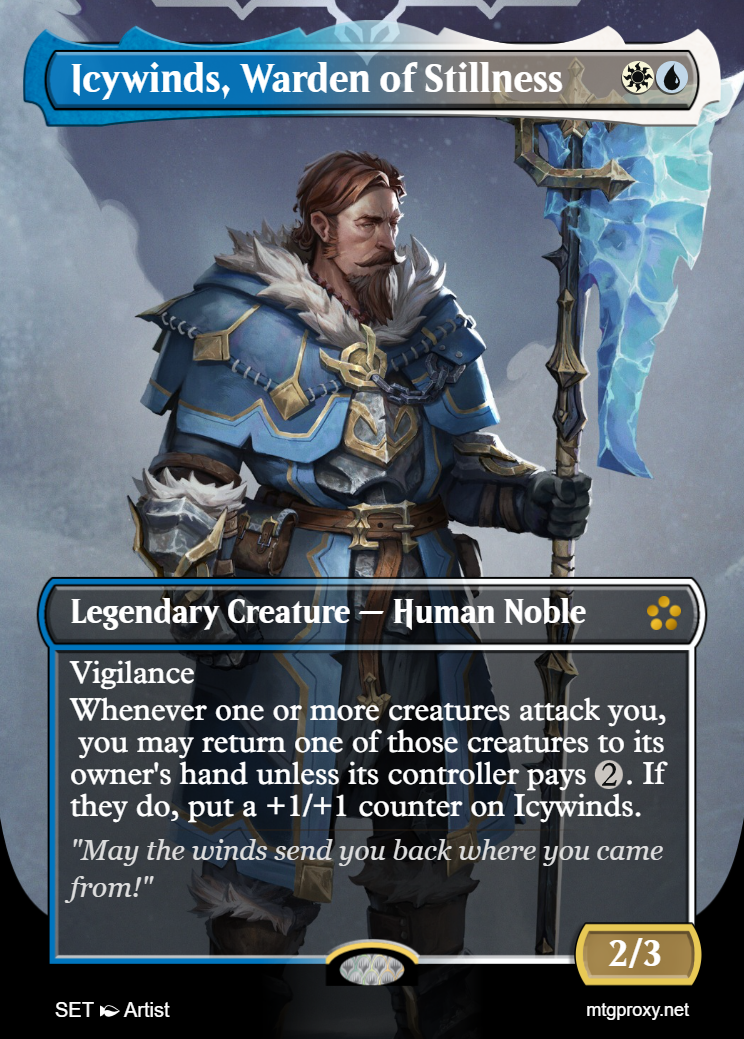 Icywinds, Warden of Stillness
Legendary Creature — Human Noble
Vigilance
Whenever one or more creatures attack you,
you may return one of those creatures to its
owner's hand unless its controller pays 2. If
they do, put a +1/+1 counter on Icywinds.
"May the winds send you back where you came
from!"
2/3
SET Artist
mtgproxy.net